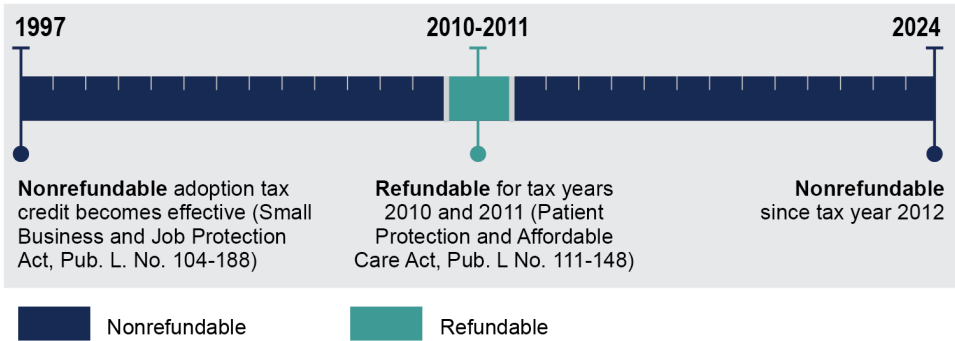 1997
2010-2011
2024
Nonrefundable adoption tax
credit becomes effective (Small
Business and Job Protection
Act, Pub. L. No. 104-188)
Refundable for tax years
2010 and 2011 (Patient
Protection and Affordable
Care Act, Pub. L No. 111-148)
Nonrefundable
since tax year 2012
Nonrefundable
Refundable